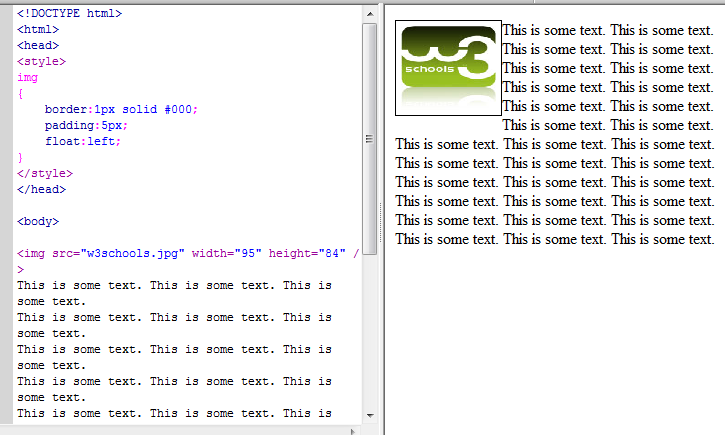 <!DOCTYPE html>
<html>
<head>
<style>
img
{
border:1px solid #000;
padding:5px;
float:left;
}
</style>
</head>
<body>
<img src="w3schools.jpg" width="95" height="84" /
>
This is some text. This is some text. This is
some text.
This is some text. This is some text. This is
some text.
This is some text. This is some text. This is
some text.
This is some text. This is some text. This is
some text.
This is some text. This is some text. This is
w3
schools
This is some text. This is some text.
This is some text. This is some text.
This is some text. This is some text.
This is some text. This is some text.
This is some text. This is some text.
This is some text. This is some text.
This is some text. This is some text. This is some text.
This is some text. This is some text. This is some text.
This is some text. This is some text. This is some text.
This is some text. This is some text. This is some text.
This is some text. This is some text. This is some text.
This is some text. This is some text. This is some text.